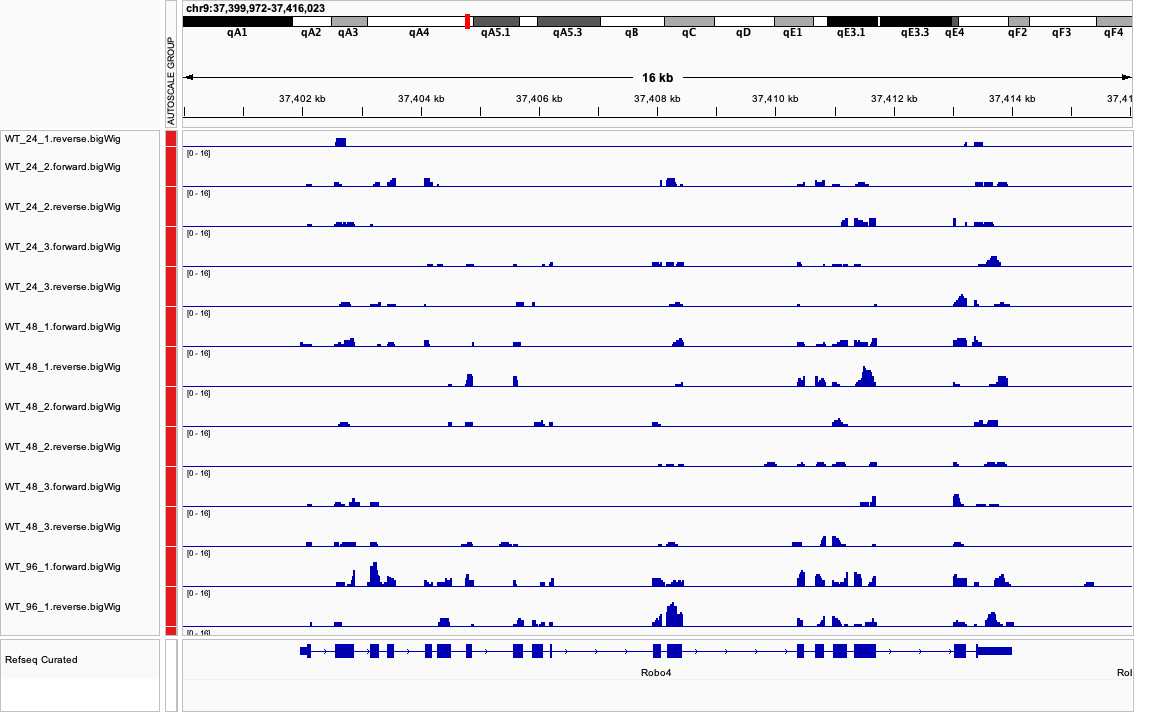 chr9:37,399,972-37,416,023
qA1 qA2 qA3 qA4 qA5.1 qA5.3 qB qC qD qE1 qE3.1 qE3.3 qE4 qF2 qF3 qF4
AUTOSCALE GROUP
16 kb
37,402 kb 37,404 kb 37,406 kb 37,408 kb 37,410 kb 37,412 kb 37,414 kb 37,41
WT_24_1.reverse.bigWig
[0 - 16]
WT_24_2.forward.bigWig
[0 - 16]
WT_24_2.reverse.bigWig
[0 - 16]
WT_24_3.forward.bigWig
[0 - 16]
WT_24_3.reverse.bigWig
[0 - 16]
WT_48_1.forward.bigWig
[0 - 16]
WT_48_1.reverse.bigWig
[0 - 16]
WT_48_2.forward.bigWig
[0 - 16]
WT_48_2.reverse.bigWig
[0 - 16]
WT_48_3.forward.bigWig
[0 - 16]
WT_48_3.reverse.bigWig
[0 - 16]
WT_96_1.forward.bigWig
[0 - 16]
WT_96_1.reverse.bigWig
[0 - 16]
Refseq Curated
Robo4 Rol